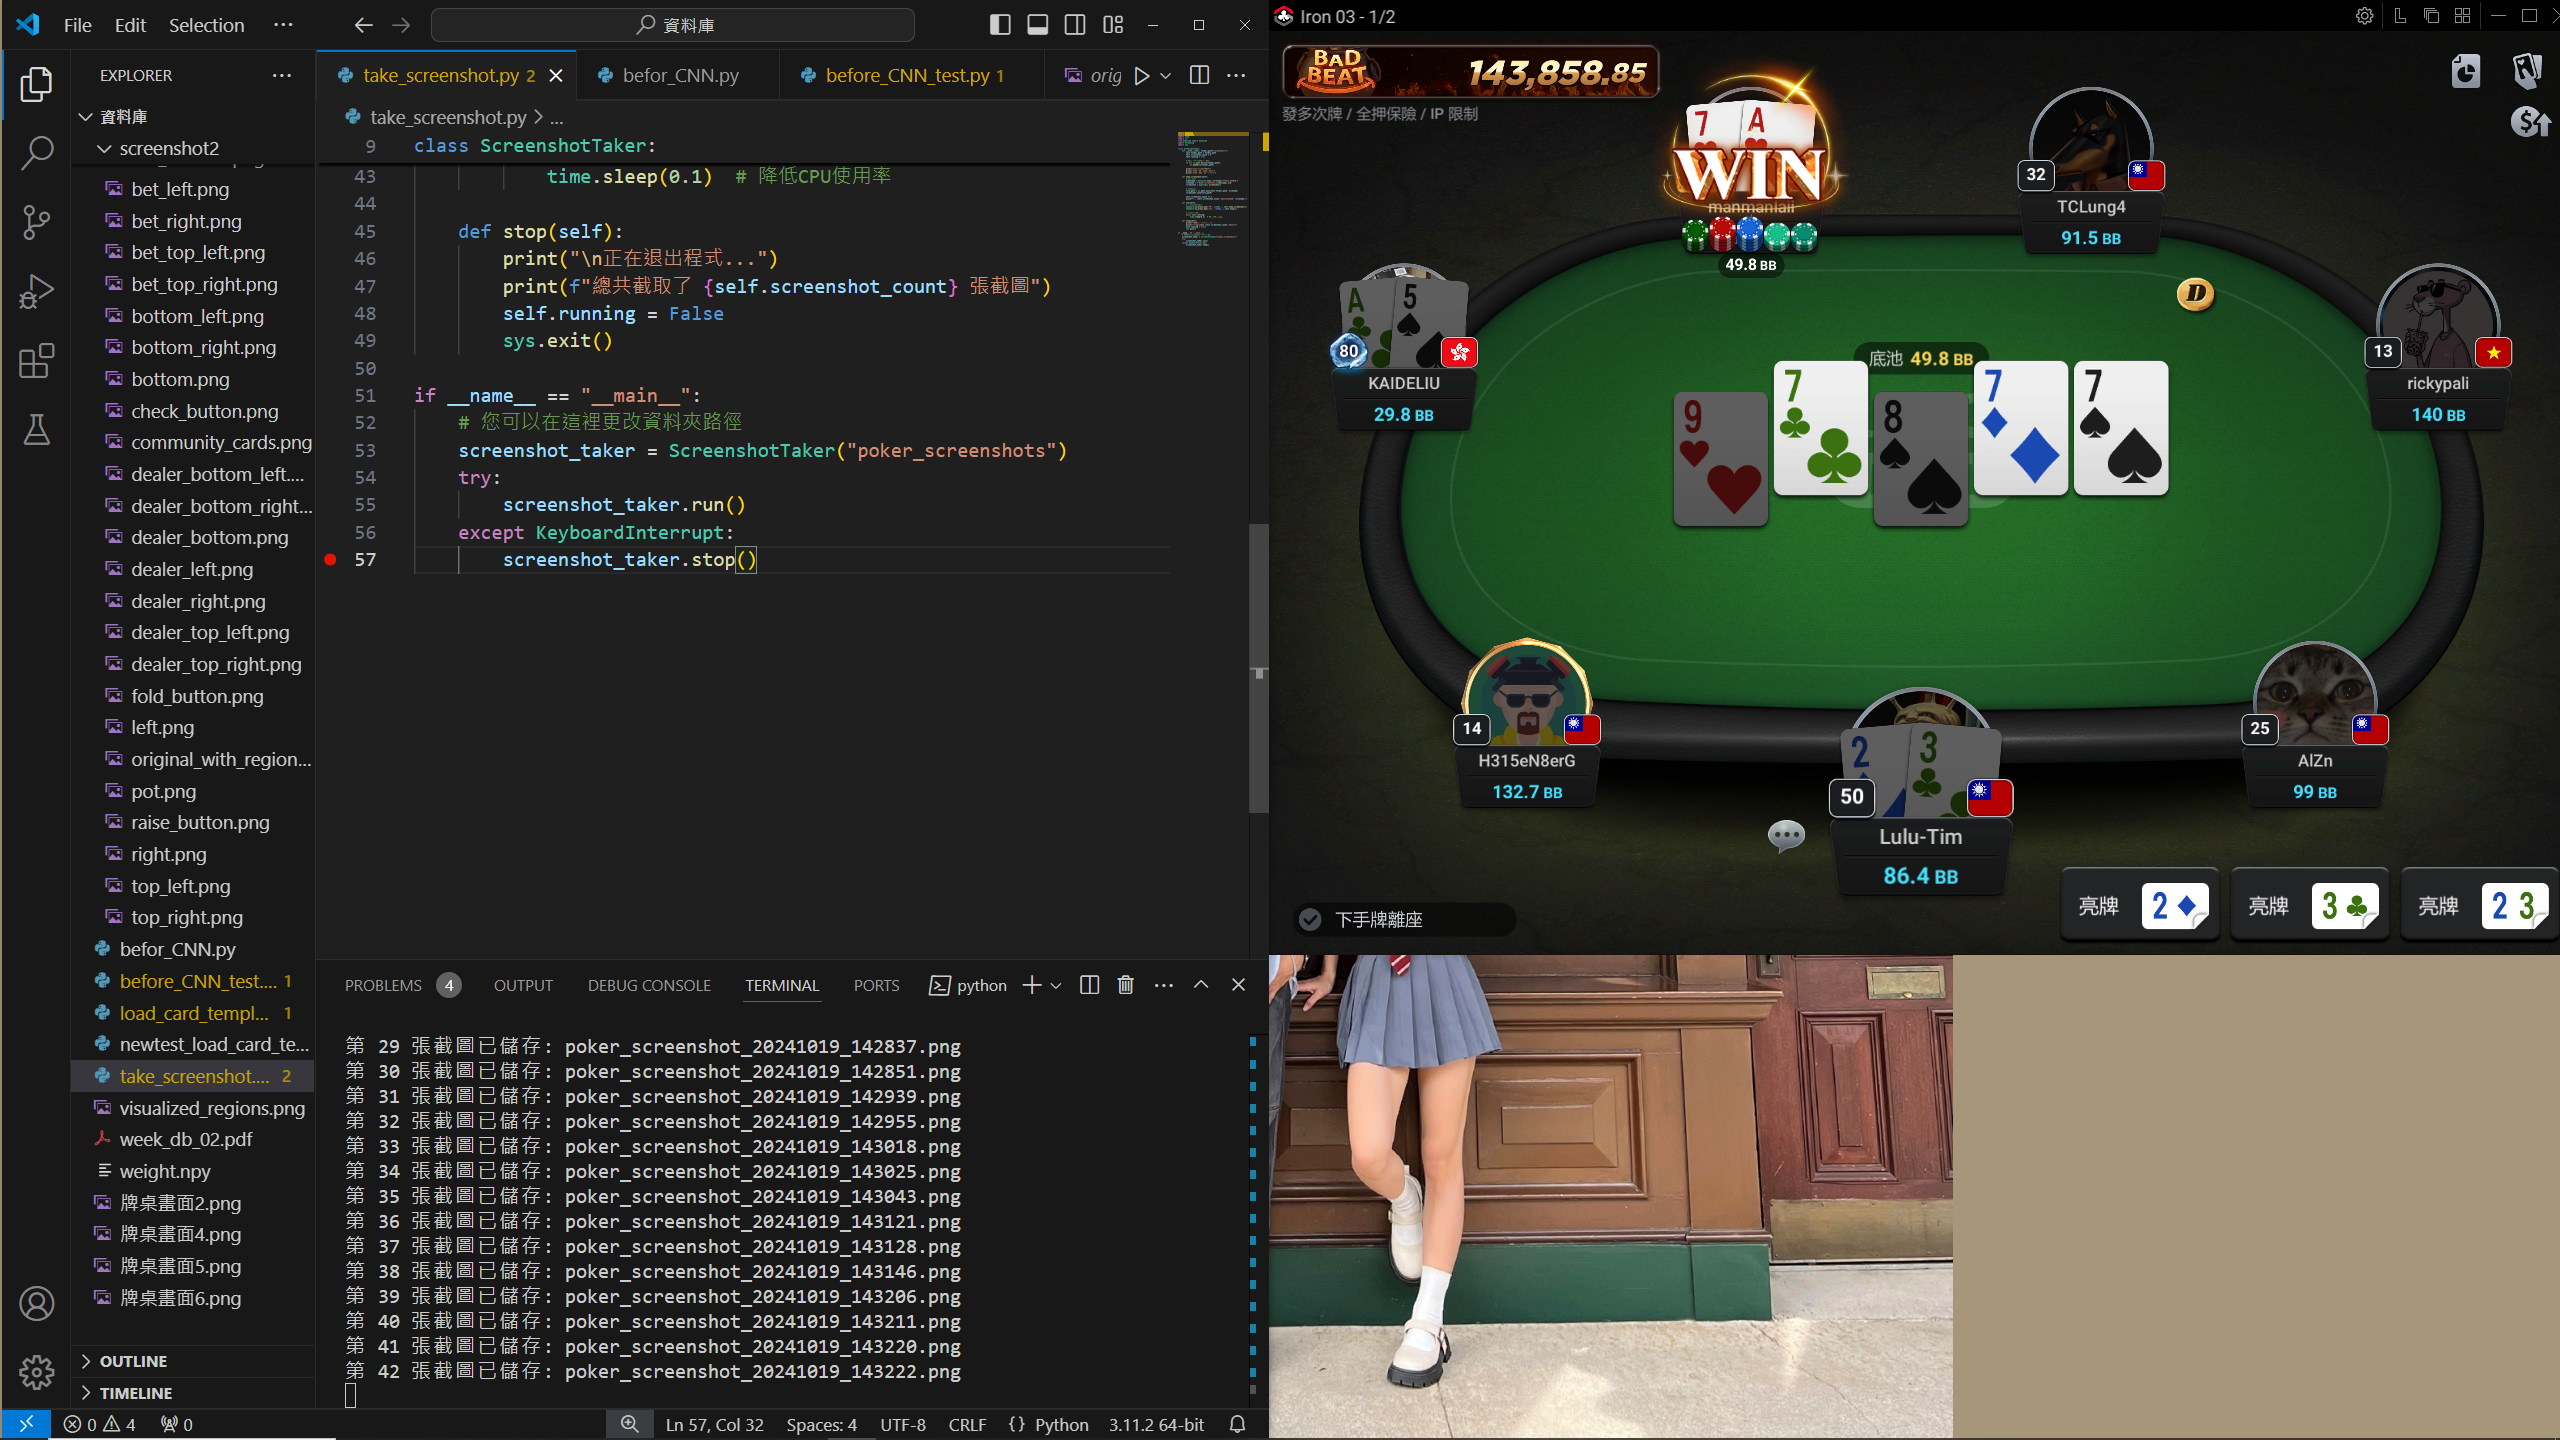 File Edit Selection ···
資料庫
EXPLORER ···
資料庫
screenshot2
bet_left.png
bet_right.png
bet_top_left.png
bet_top_right.png
bottom_left.png
bottom_right.png
bottom.png
check_button.png
community_cards.png
dealer_bottom_left....
dealer_bottom_right...
dealer_bottom.png
dealer_left.png
dealer_right.png
dealer_top_left.png
dealer_top_right.png
fold_button.png
left.png
original_with_region...
pot.png
raise_button.png
right.png
top_left.png
top_right.png
befor_CNN.py
before_CNN_test.... 1
load_card_templ... 1
newtest_load_card_te...
take_screenshot.... 2
visualized_regions.png
week_db_02.pdf
weight.npy
牌桌畫面2.png
牌桌畫面4.png
牌桌畫面5.png
牌桌畫面6.png
OUTLINE
TIMELINE
take_screenshot.py 2
befor_CNN.py
before_CNN_test.py 1
orig
take_screenshot.py > ...
9 class ScreenshotTaker:
43 time.sleep(0.1) # 降低CPU使用率
44
45 def stop(self):
46 print("\n正在退出程式...")
47 print(f"總共截取了 {self.screenshot_count} 張截圖")
48 self.running = False
49 sys.exit()
50
51 if __name__ == "__main__":
52 # 您可以在這裡更改資料夾路徑
53 screenshot_taker = ScreenshotTaker("poker_screenshots")
54 try:
55 screenshot_taker.run()
56 except KeyboardInterrupt:
57 screenshot_taker.stop()
PROBLEMS 4 OUTPUT DEBUG CONSOLE TERMINAL PORTS python
第 29 張截圖已儲存: poker_screenshot_20241019_142837.png
第 30 張截圖已儲存: poker_screenshot_20241019_142851.png
第 31 張截圖已儲存: poker_screenshot_20241019_142939.png
第 32 張截圖已儲存: poker_screenshot_20241019_142955.png
第 33 張截圖已儲存: poker_screenshot_20241019_143018.png
第 34 張截圖已儲存: poker_screenshot_20241019_143025.png
第 35 張截圖已儲存: poker_screenshot_20241019_143043.png
第 36 張截圖已儲存: poker_screenshot_20241019_143121.png
第 37 張截圖已儲存: poker_screenshot_20241019_143128.png
第 38 張截圖已儲存: poker_screenshot_20241019_143146.png
第 39 張截圖已儲存: poker_screenshot_20241019_143206.png
第 40 張截圖已儲存: poker_screenshot_20241019_143211.png
第 41 張截圖已儲存: poker_screenshot_20241019_143220.png
第 42 張截圖已儲存: poker_screenshot_20241019_143222.png
0 4 0
Ln 57, Col 32 Spaces: 4 UTF-8 CRLF {} Python 3.11.2 64-bit
Iron 03 - 1/2
L
BAD BEAT 143,858.85
發多次牌 / 全押保險 / IP 限制
7 A
WIN
49.8 BB
32
TCLung4
91.5 BB
D
A 5
80
KAIDELIU
29.8 BB
13
rickypali
140 BB
底池 49.8 BB
9 7 8 7 7
14
H315eN8erG
132.7 BB
2 3
50
Lulu-Tim
86.4 BB
25
AlZn
99 BB
下手牌離座
亮牌 2♦
亮牌 3♣
亮牌 2 3